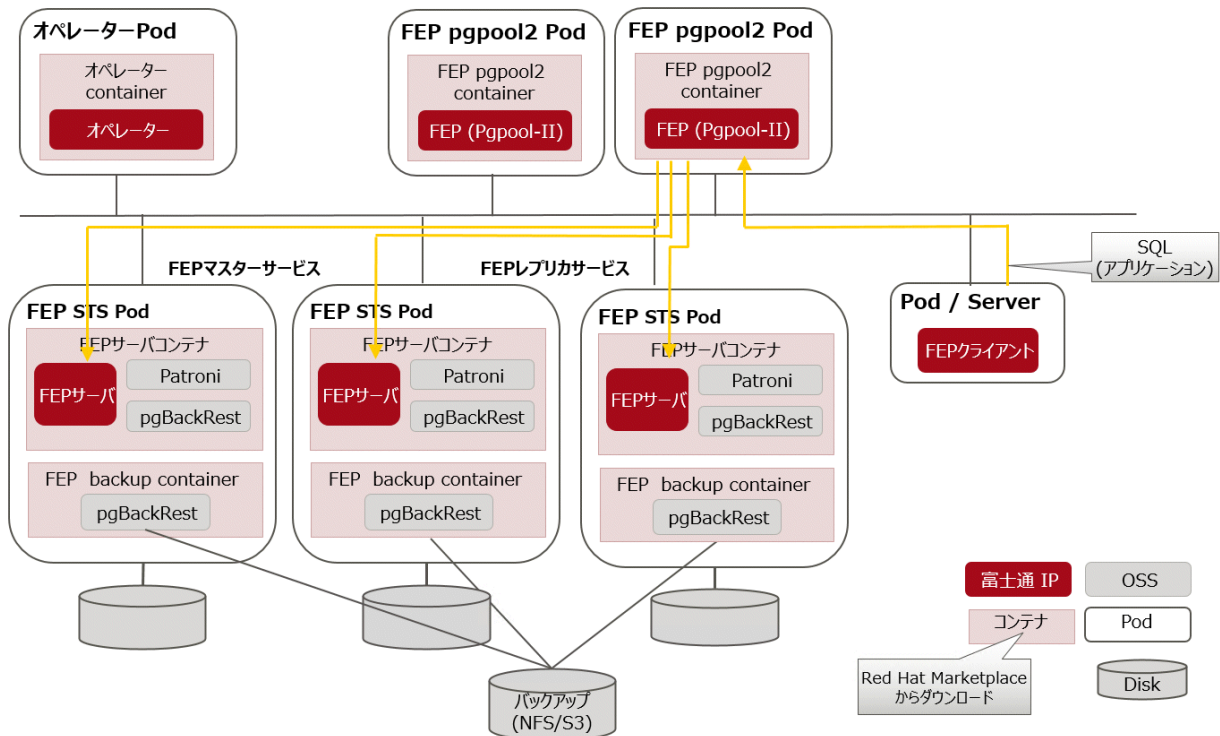 オペレーターPod
オペレーター
container
オペレーター
FEP pgpool2 Pod
FEP pgpool2
container
FEP (Pgpool-II)
FEP pgpool2 Pod
FEP pgpool2
container
FEP (Pgpool-II)
FEPマスターサービス
FEPレプリカサービス
SQL
(アプリケーション)
FEP STS Pod
FEPサーバコンテナ
FEPサーバ
Patroni
pgBackRest
FEP backup container
pgBackRest
FEP STS Pod
FEPサーバコンテナ
FEPサーバ
Patroni
pgBackRest
FEP backup container
pgBackRest
FEP STS Pod
FEPサーバコンテナ
FEPサーバ
Patroni
pgBackRest
FEP backup container
pgBackRest
Pod / Server
FEPクライアント
バックアップ
(NFS/S3)
富士通 IP
OSS
コンテナ
Pod
Red Hat Marketplace
からダウンロード
Disk